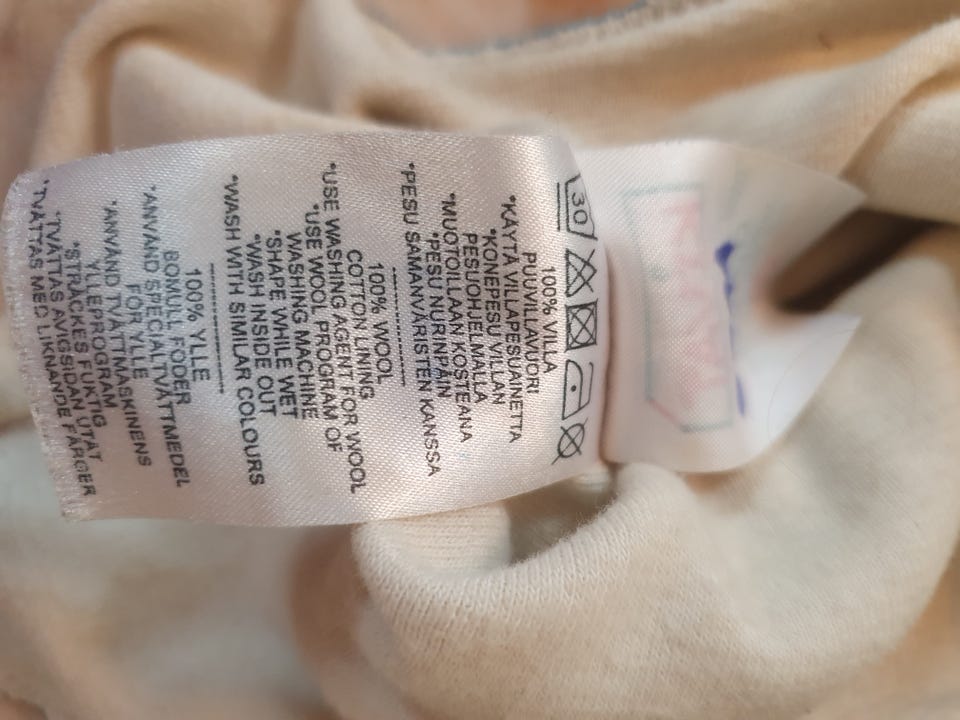 30
100% VILLA
PUUVILLAVUORI
*KÄYTÄ VILLAPESUAINETTA
*KONEPESU VILLAN
PESUOHJELMALLA
*MUOTOILLAAN KOSTEANA
*PESU NURINPÄIN
*PESU SAMANVÄRISTEN KANSSA
----------------
100% WOOL
COTTON LINING
*USE WASHING AGENT FOR WOOL
*USE WOOL PROGRAM OF
WASHING MACHINE
*SHAPE WHILE WET
*WASH INSIDE OUT
*WASH WITH SIMILAR COLOURS
----------------
100% YLLE
BOMULL FODER
*ANVÄND SPECIALTVÄTTMEDEL
FÖR YLLE
*ANVÄND TVÄTTMASKINENS
YLLEPROGRAM
*STRÄCKES FUKTIG
*TVÄTTAS AVIGSIDAN UTÅT
*TVÄTTAS MED LIKNANDE FÄRGER